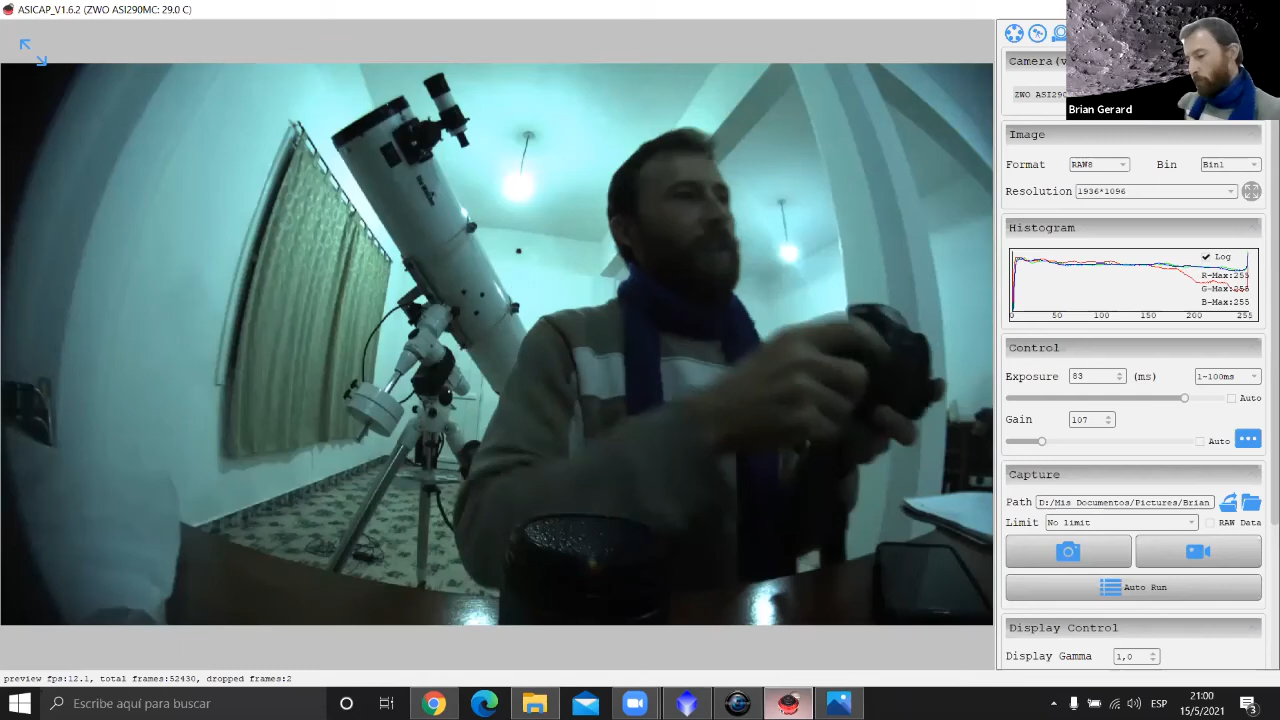 ASICAP_V1.6.2 (ZWO ASI290MC: 29.0 C)
Brian Gerard
ZWO ASI290
Image
Format RAW8 Bin Bin1
Resolution 1936*1096
Histogram
Log
R-Max:255
B-Max:255
0 50 100 150 200 255
Control
Exposure 83 (ms) 1-100ms
Auto
Gain 107
Auto
Capture
Path D:/Mis Documentos/Pictures/Brian
Limit No limit RAW Data
Auto Run
Display Control
Display Gamma 1,0
preview fps:12.1, total frames:52430, dropped frames:2
Escribe aquí para buscar
ESP
21:00
15/5/2021
3